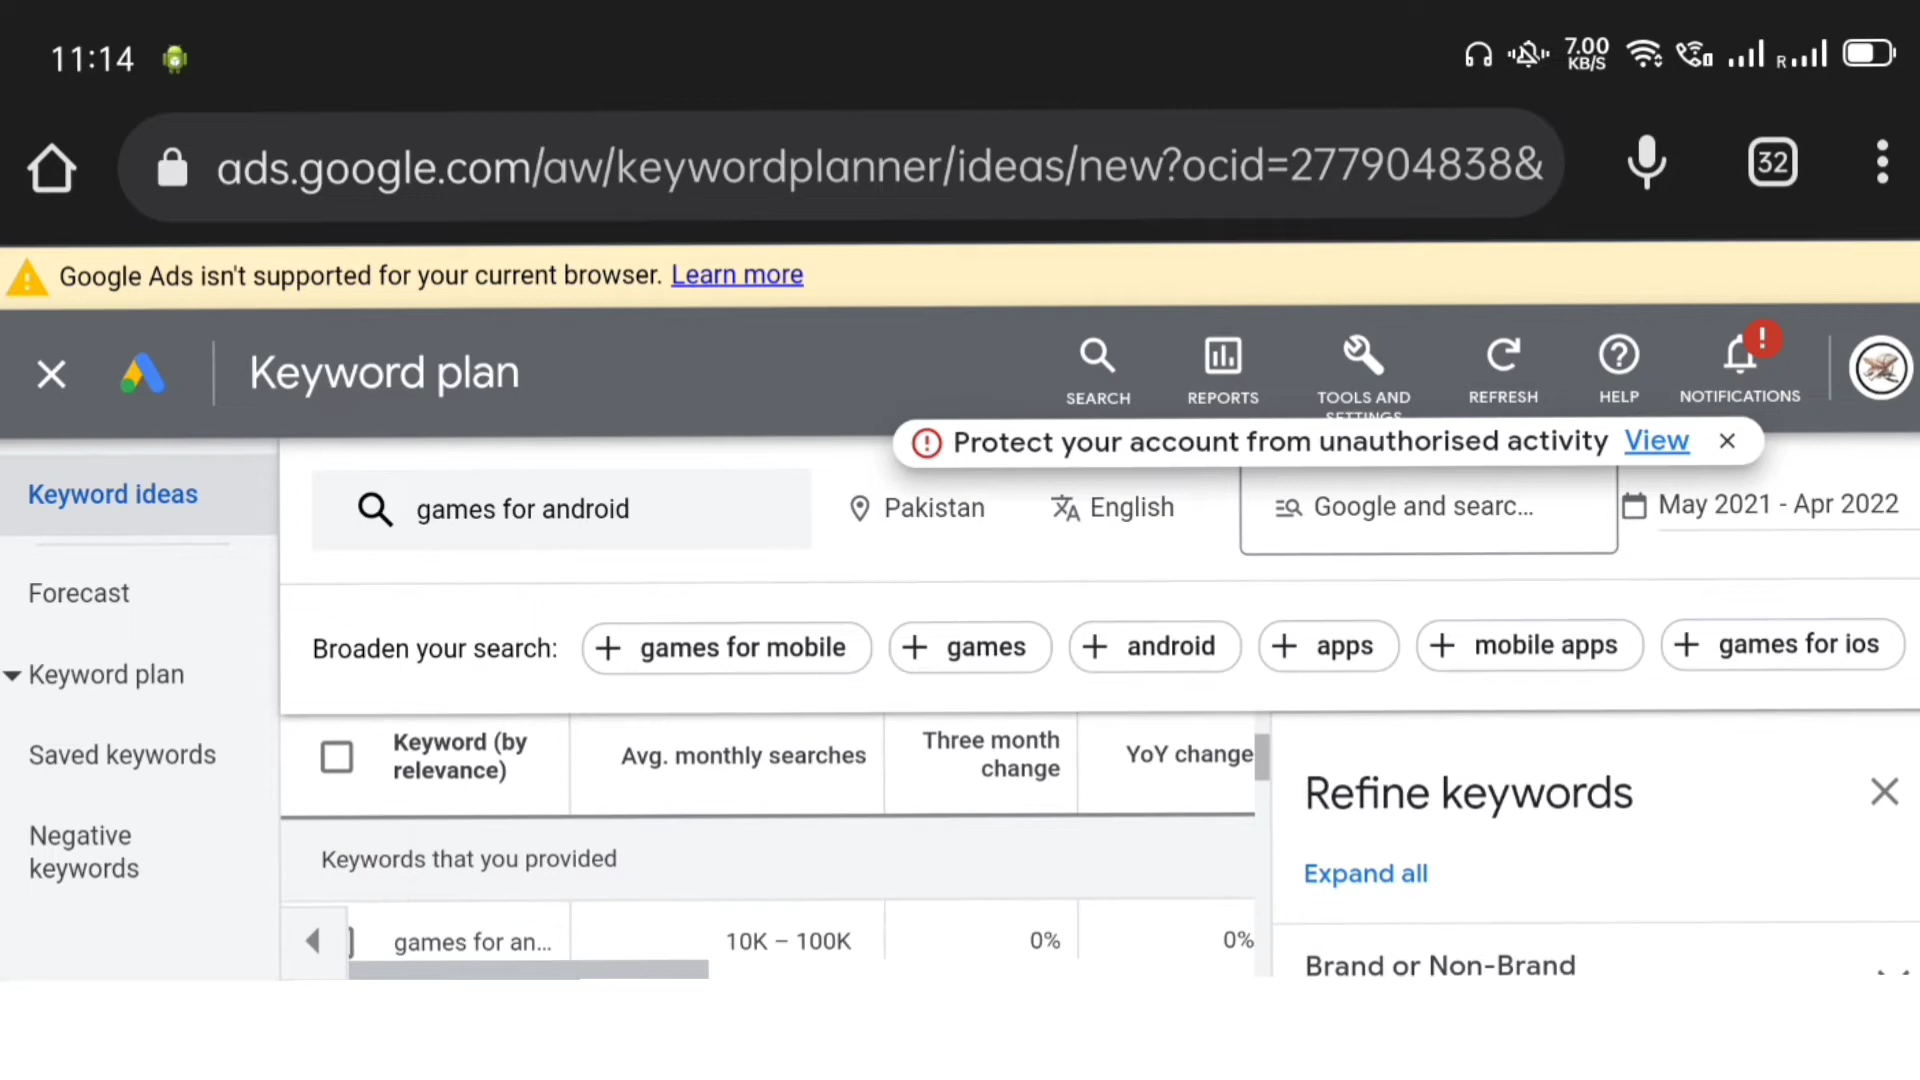 11:14
7.00
KB/S
R
ads.google.com/aw/keywordplanner/ideas/new?ocid=277904838&
32
Google Ads isn't supported for your current browser. Learn more
Keyword plan
SEARCH
REPORTS
TOOLS AND
SETTINGS
REFRESH
HELP
NOTIFICATIONS
Protect your account from unauthorised activity View
Keyword ideas
games for android
Pakistan
English
Google and searc...
May 2021 - Apr 2022
Forecast
Keyword plan
Saved keywords
Negative
keywords
Broaden your search:
games for mobile
games
android
apps
mobile apps
games for ios
Keyword (by
relevance)
Avg. monthly searches
Three month
change
YoY change
Keywords that you provided
games for an...
10K – 100K
0%
0%
Refine keywords
Expand all
Brand or Non-Brand